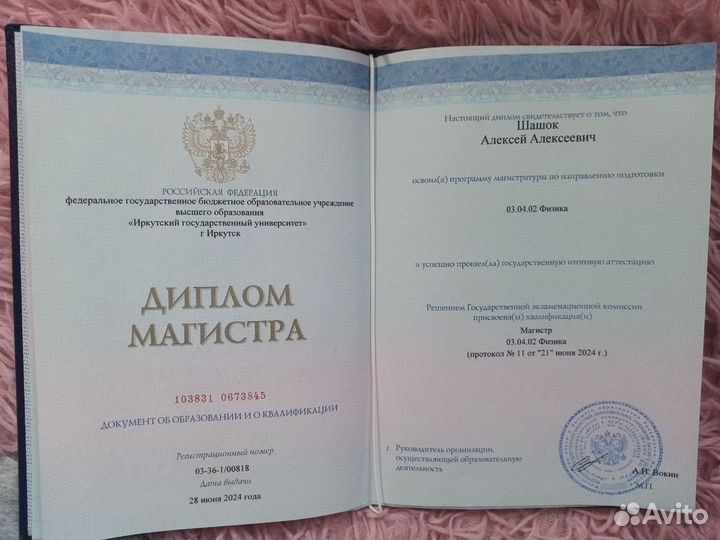 РОССИЙСКАЯ ФЕДЕРАЦИЯ
федеральное государственное бюджетное образовательное учреждение
высшего образования
«Иркутский государственный университет»
г Иркутск
ДИПЛОМ
МАГИСТРА
103831 0673845
ДОКУМЕНТ ОБ ОБРАЗОВАНИИ И О КВАЛИФИКАЦИИ
Регистрационный номер
03-36-1/00818
Дата выдачи
28 июня 2024 года
Настоящий диплом свидетельствует о том, что
Шашок
Алексей Алексеевич
освоил(а) программу магистратуры по направлению подготовки
03.04.02 Физика
и успешно прошел(ла) государственную итоговую аттестацию
Решением Государственной экзаменационной комиссии
присвоена(ы) квалификация(и)
Магистр
03.04.02 Физика
(протокол № 11 от "21" июня 2024 г.)
/ Руководитель организации,
осуществляющей образовательную
деятельность
А.Н. Вокин
М.П.
Avito